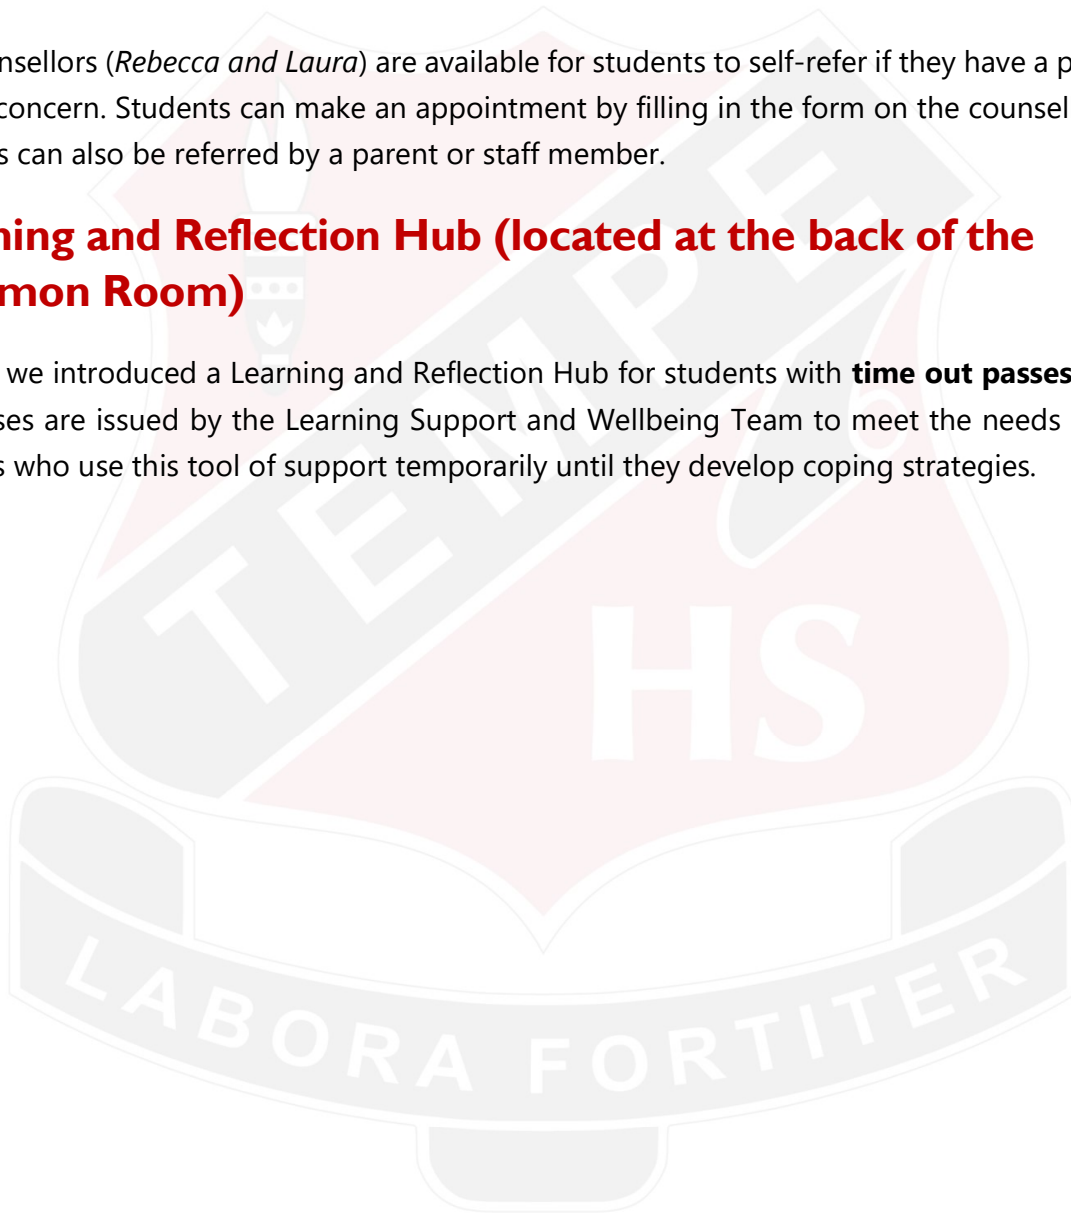 nsellors (Rebecca and Laura) are available for students to self-refer if they have a p
concern. Students can make an appointment by filling in the form on the counsel
s can also be referred by a parent or staff member.
ning and Reflection Hub (located at the back of the
mon Room)
we introduced a Learning and Reflection Hub for students with time out passes
ses are issued by the Learning Support and Wellbeing Team to meet the needs
s who use this tool of support temporarily until they develop coping strategies.
TEMPE
HS
LABORA FORTITER